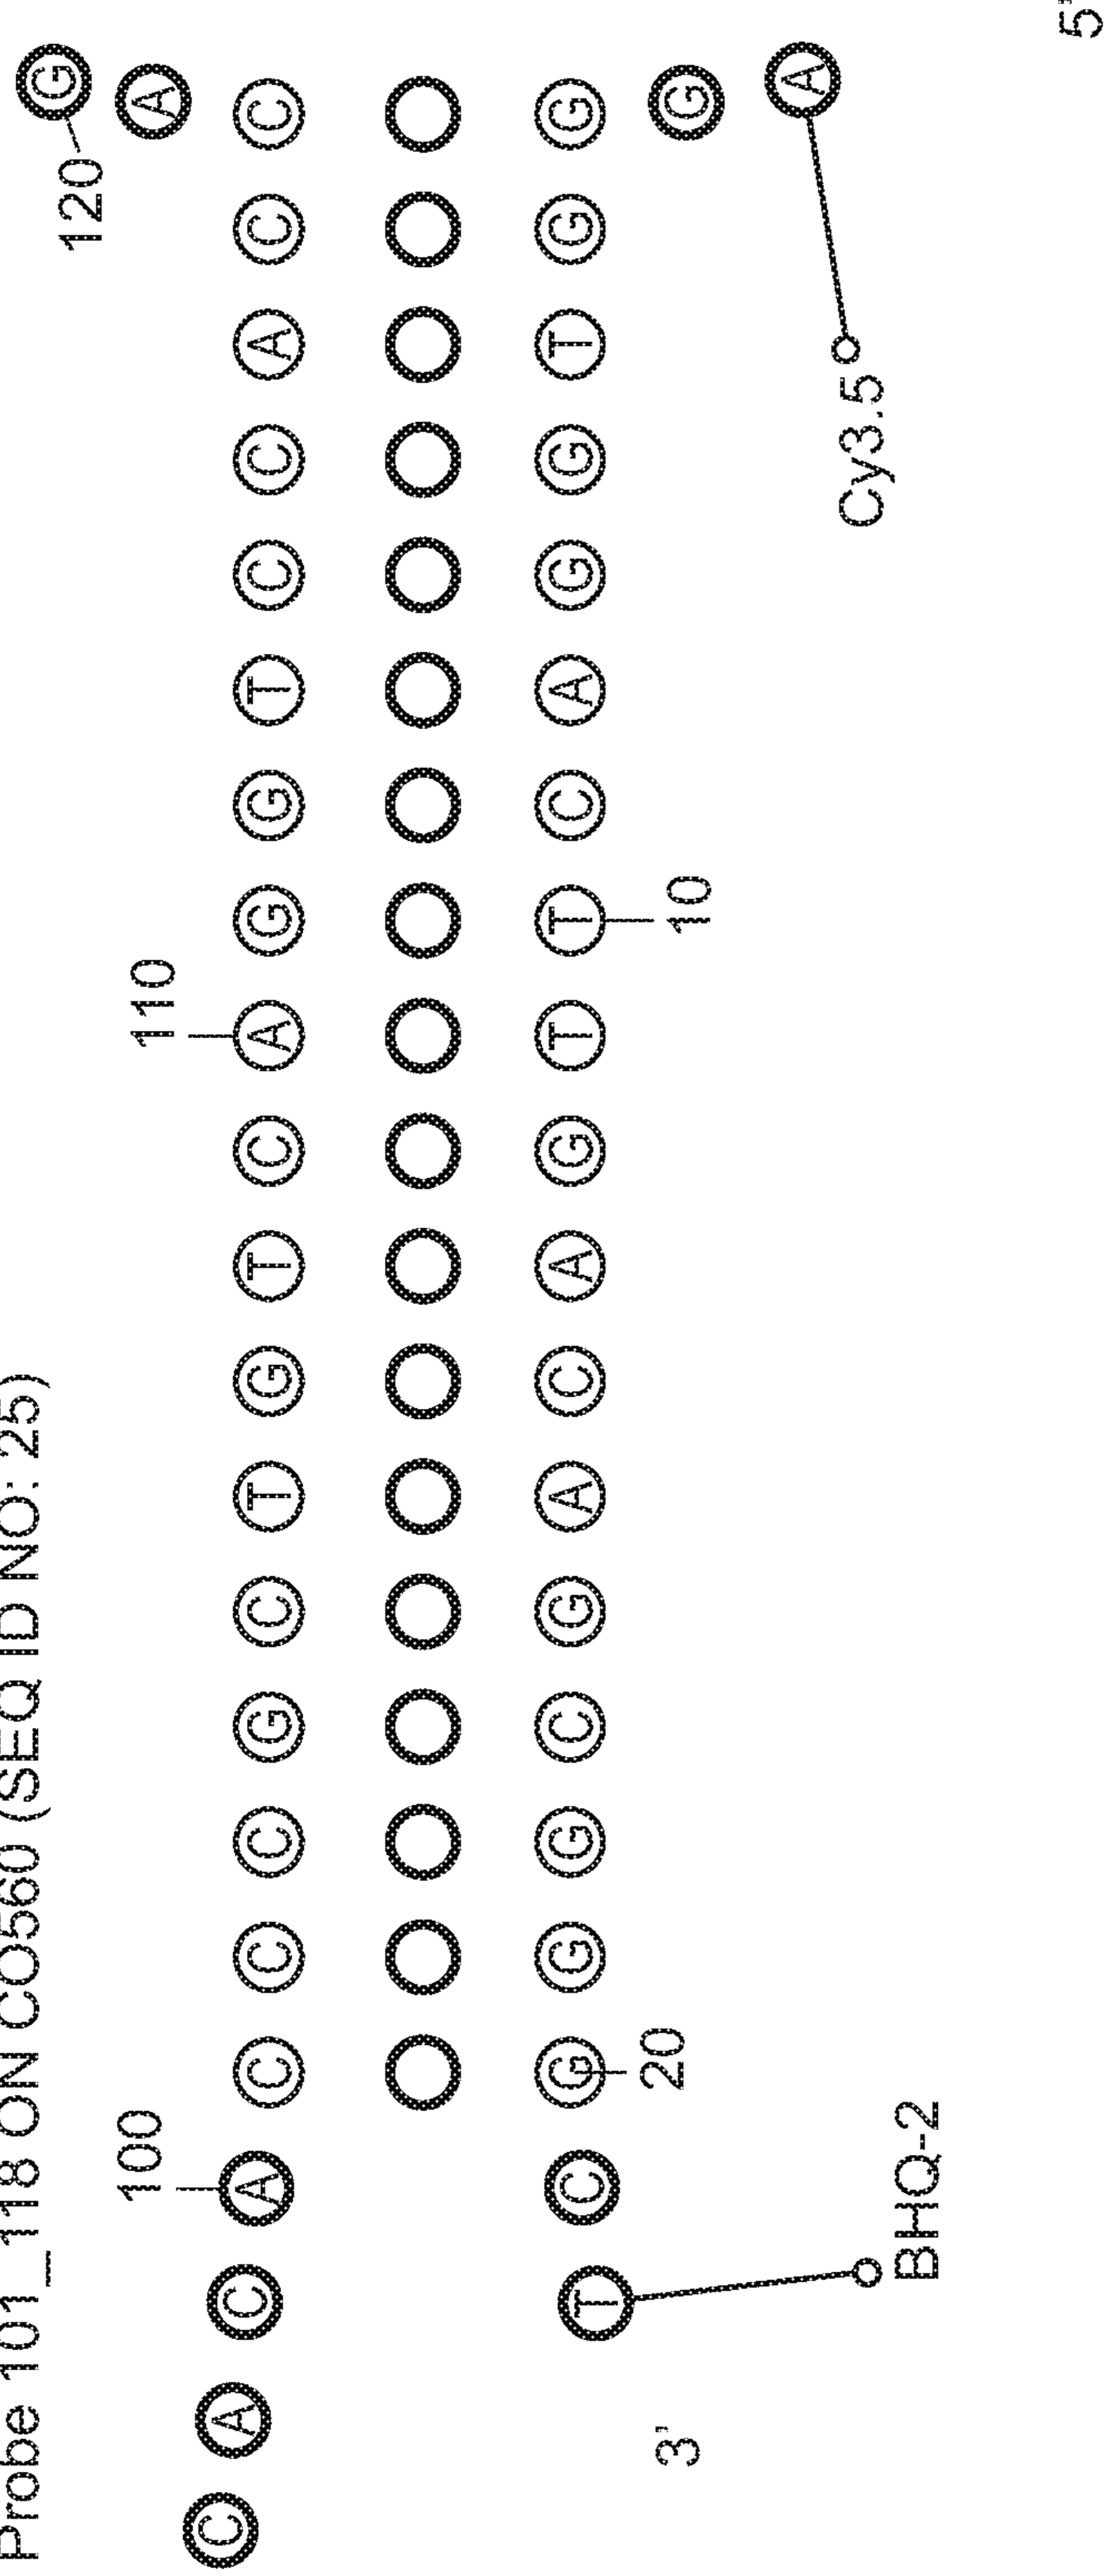 Probe 101_118 ON CO560 (SEQ ID NO: 25)
100 110 120
C A C A C C C G C T G T C A G G T C C A C C A G
T C G G G C G A C A G T T C A G G T G G G A
20 10
3' 5'
BHQ-2 Cy3.5